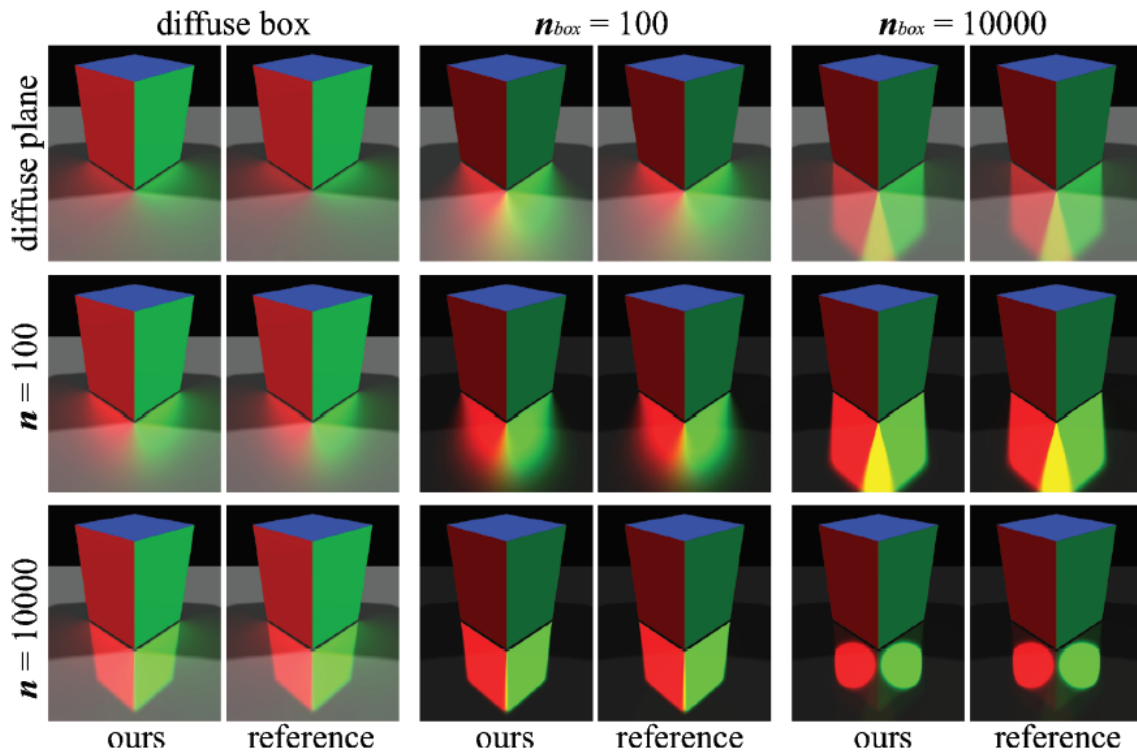 diffuse box
n_box = 100
n_box = 10000
diffuse plane
n = 100
n = 10000
ours
reference
ours
reference
ours
reference